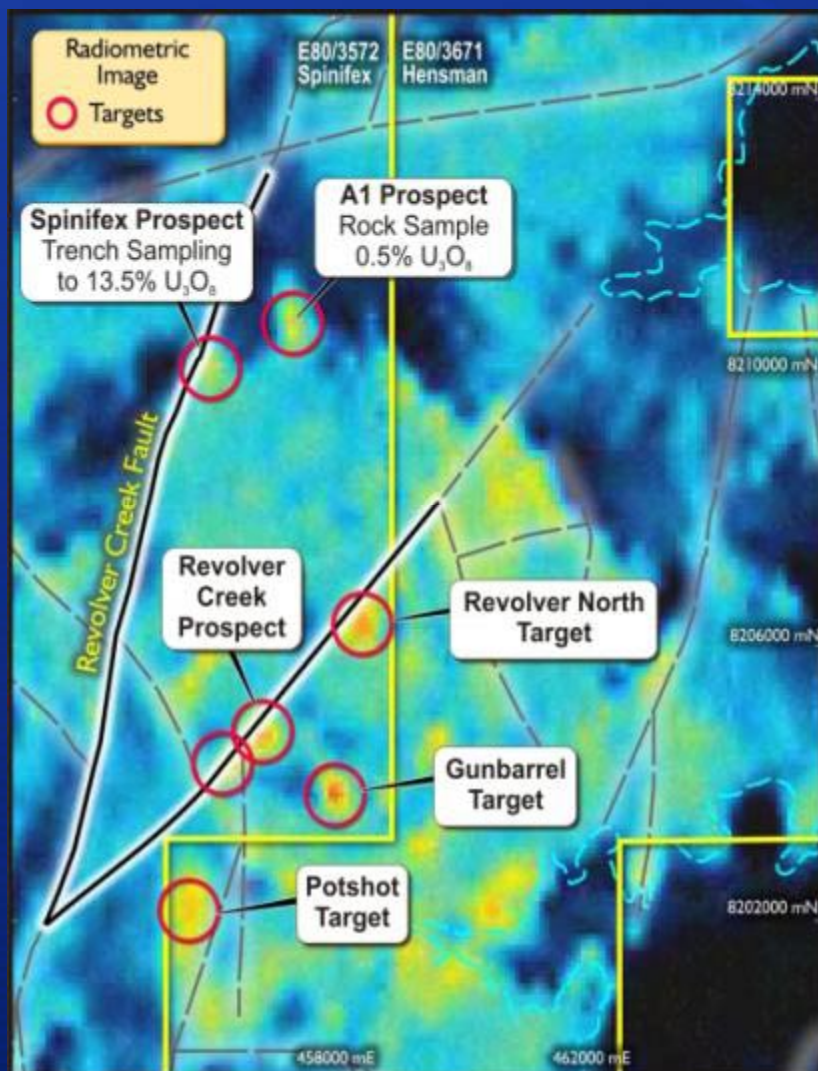 Radiometric
Image
Targets
E80/3572
Spinifex
E80/3671
Hensman
8214000 mN
Spinifex Prospect
Trench Sampling
to 13.5% U₃O₈
A1 Prospect
Rock Sample
0.5% U₃O₈
8210000 mN
Revolver Creek Fault
Revolver
Creek
Prospect
Revolver North
Target
8206000 mN
Gunbarrel
Target
Potshot
Target
8202000 mN
458000 mE
462000 mE